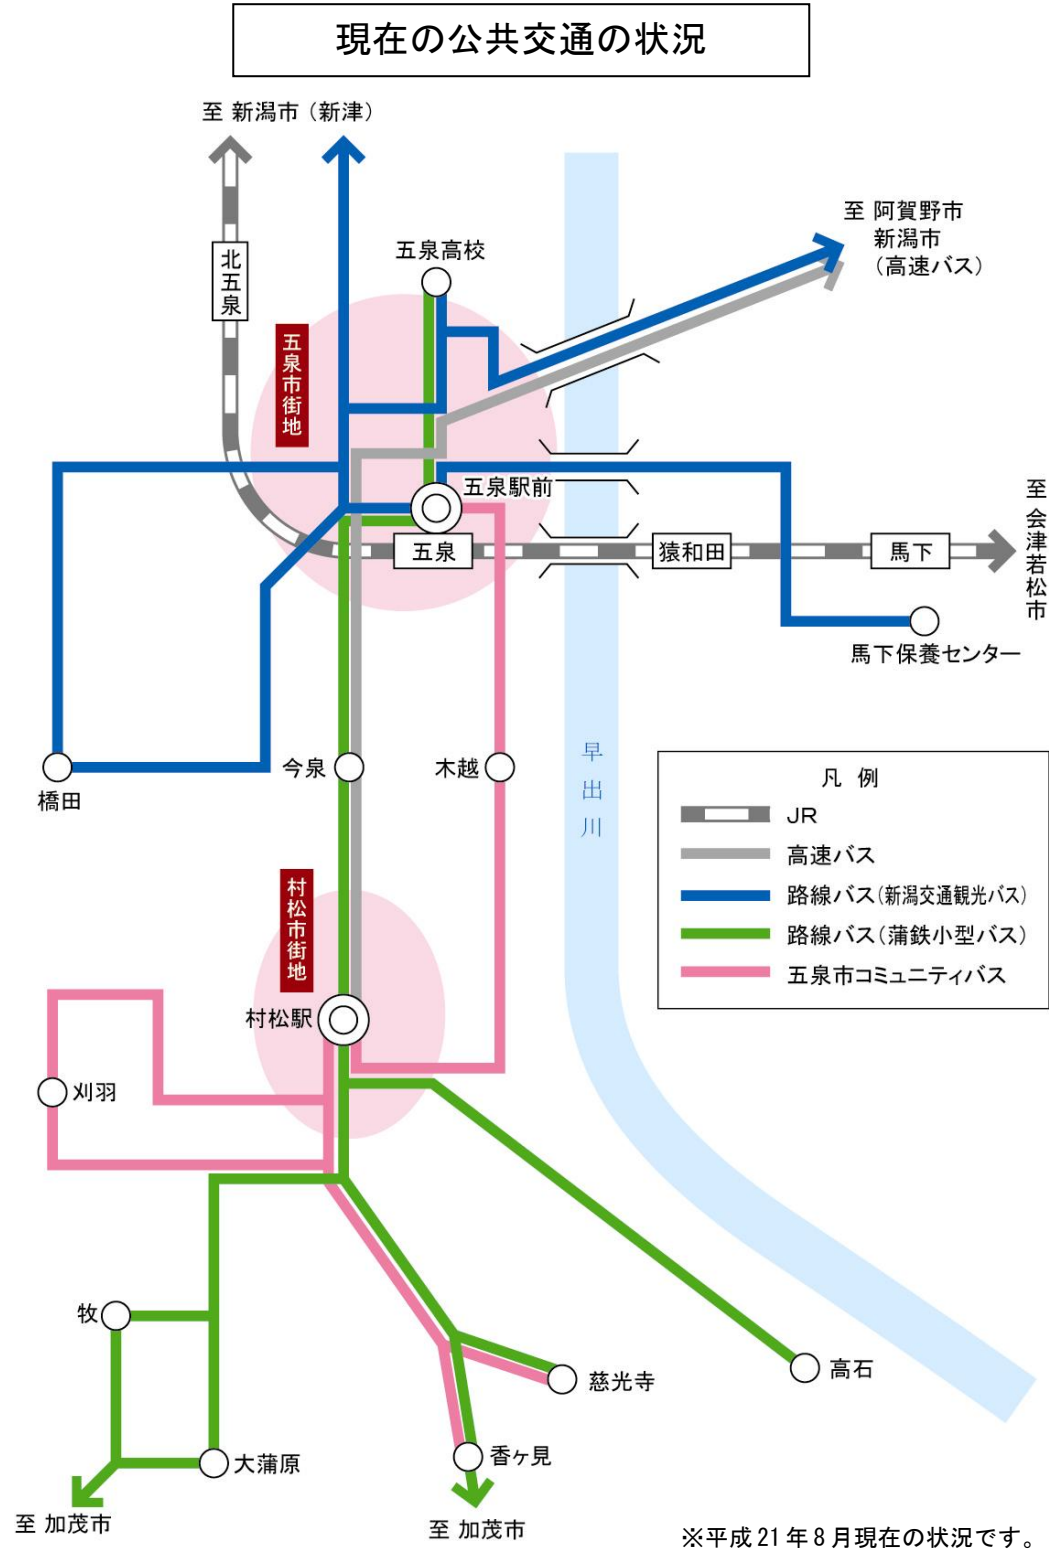 現在の公共交通の状況
至 新潟市（新津）
至 阿賀野市
新潟市
（高速バス）
五泉高校
北五泉
五泉市街地
五泉駅前
五泉
猿和田
馬下
至 会津若松市
馬下保養センター
橋田
今泉
木越
早出川
凡 例
JR
高速バス
路線バス（新潟交通観光バス）
路線バス（蒲鉄小型バス）
五泉市コミュニティバス
村松市街地
村松駅
刈羽
牧
大蒲原
慈光寺
高石
香ヶ見
至 加茂市
至 加茂市
※平成21年8月現在の状況です。